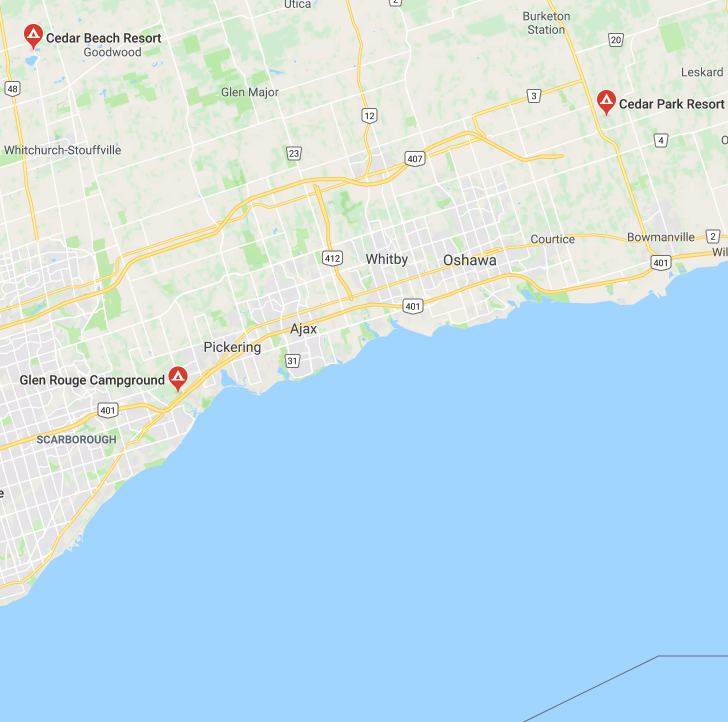 Utica
2
Burketon
Station
Cedar Beach Resort
Goodwood
20
Leskard
48
Glen Major
3
Cedar Park Resort
12
4
Whitchurch-Stouffville
23
407
Courtice
Bowmanville
2
412
Whitby
Oshawa
401
Wil
401
Ajax
Pickering
31
Glen Rouge Campground
401
SCARBOROUGH
e